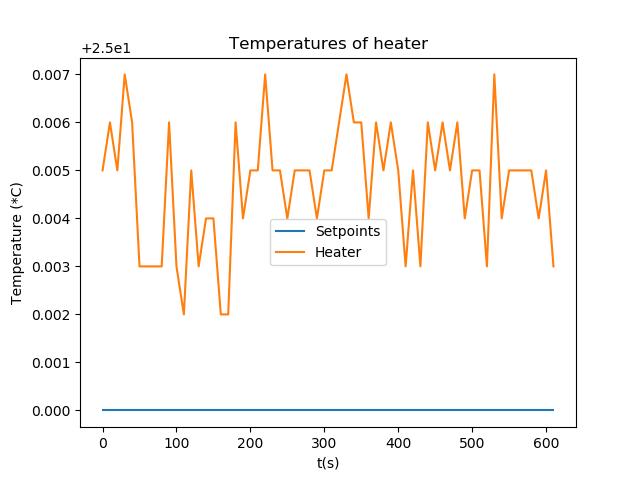 Temperatures of heater
+2.5e1
0.007
0.006
0.005
0.004
0.003
0.002
0.001
0.000
Temperature (*C)
Setpoints
Heater
0 100 200 300 400 500 600
t(s)